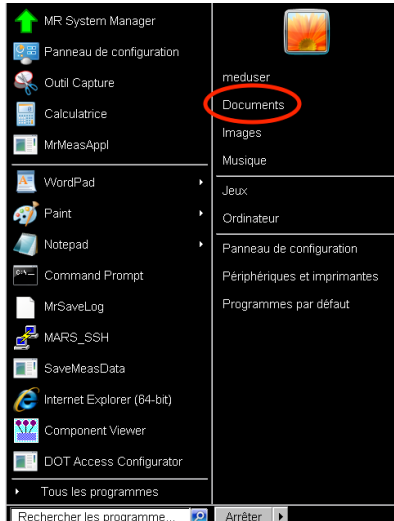 MR System Manager
Panneau de configuration
Outil Capture
Calculatrice
MrMeasAppl
WordPad
Paint
Notepad
Command Prompt
MrSaveLog
MARS_SSH
SaveMeasData
Internet Explorer (64-bit)
Component Viewer
DOT Access Configurator
Tous les programmes
Rechercher les programme...
meduser
Documents
Images
Musique
Jeux
Ordinateur
Panneau de configuration
Périphériques et imprimantes
Programmes par défaut
Arrêter